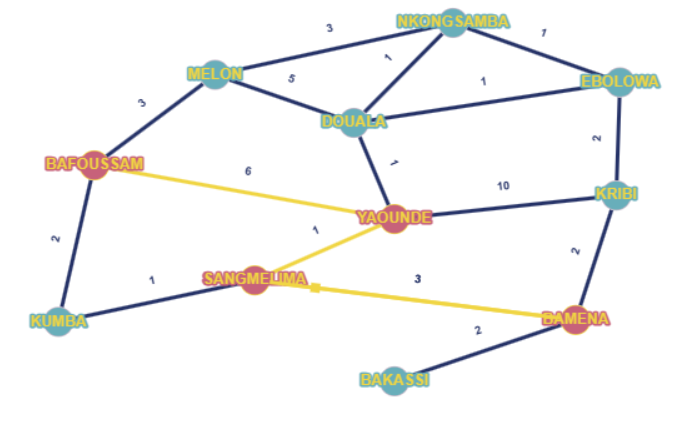 NKONGSAMBA
3
1
1
MELON
5
1
EBOLOWA
3
DOUALA
2
1
BAFOUSSAM
6
10
KRIBI
YAOUNDE
1
2
2
SANGMELIMA
3
1
KUMBA
BAMENA
2
BAKASSI